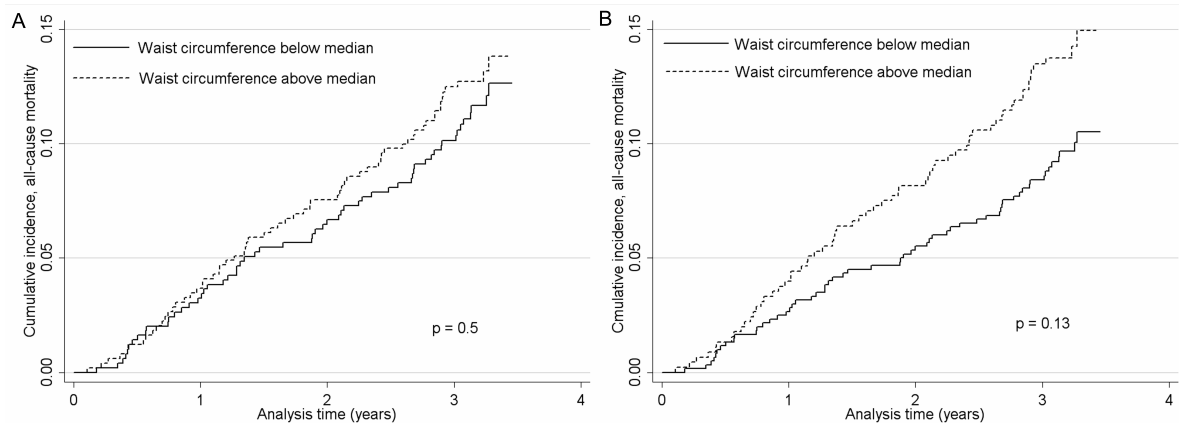 A
Cumulative incidence, all-cause mortality
0.15
0.10
0.05
0.00
Waist circumference below median
Waist circumference above median
p = 0.5
0 1 2 3 4
Analysis time (years)
B
Cmulative incidence, all-cause mortality
0.15
0.10
0.05
0.00
Waist circumference below median
Waist circumference above median
p = 0.13
0 1 2 3 4
Analysis time (years)